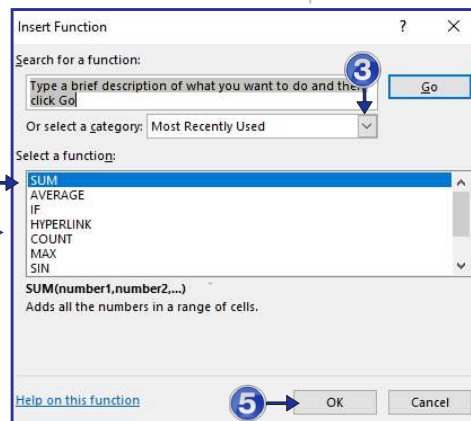 Insert Function ? X
Search for a function:
Type a brief description of what you want to do and then
click Go
Go
3
Or select a category: Most Recently Used
Select a function:
SUM
AVERAGE
IF
HYPERLINK
COUNT
MAX
SIN
SUM(number1,number2,...)
Adds all the numbers in a range of cells.
Help on this function
5
OK
Cancel